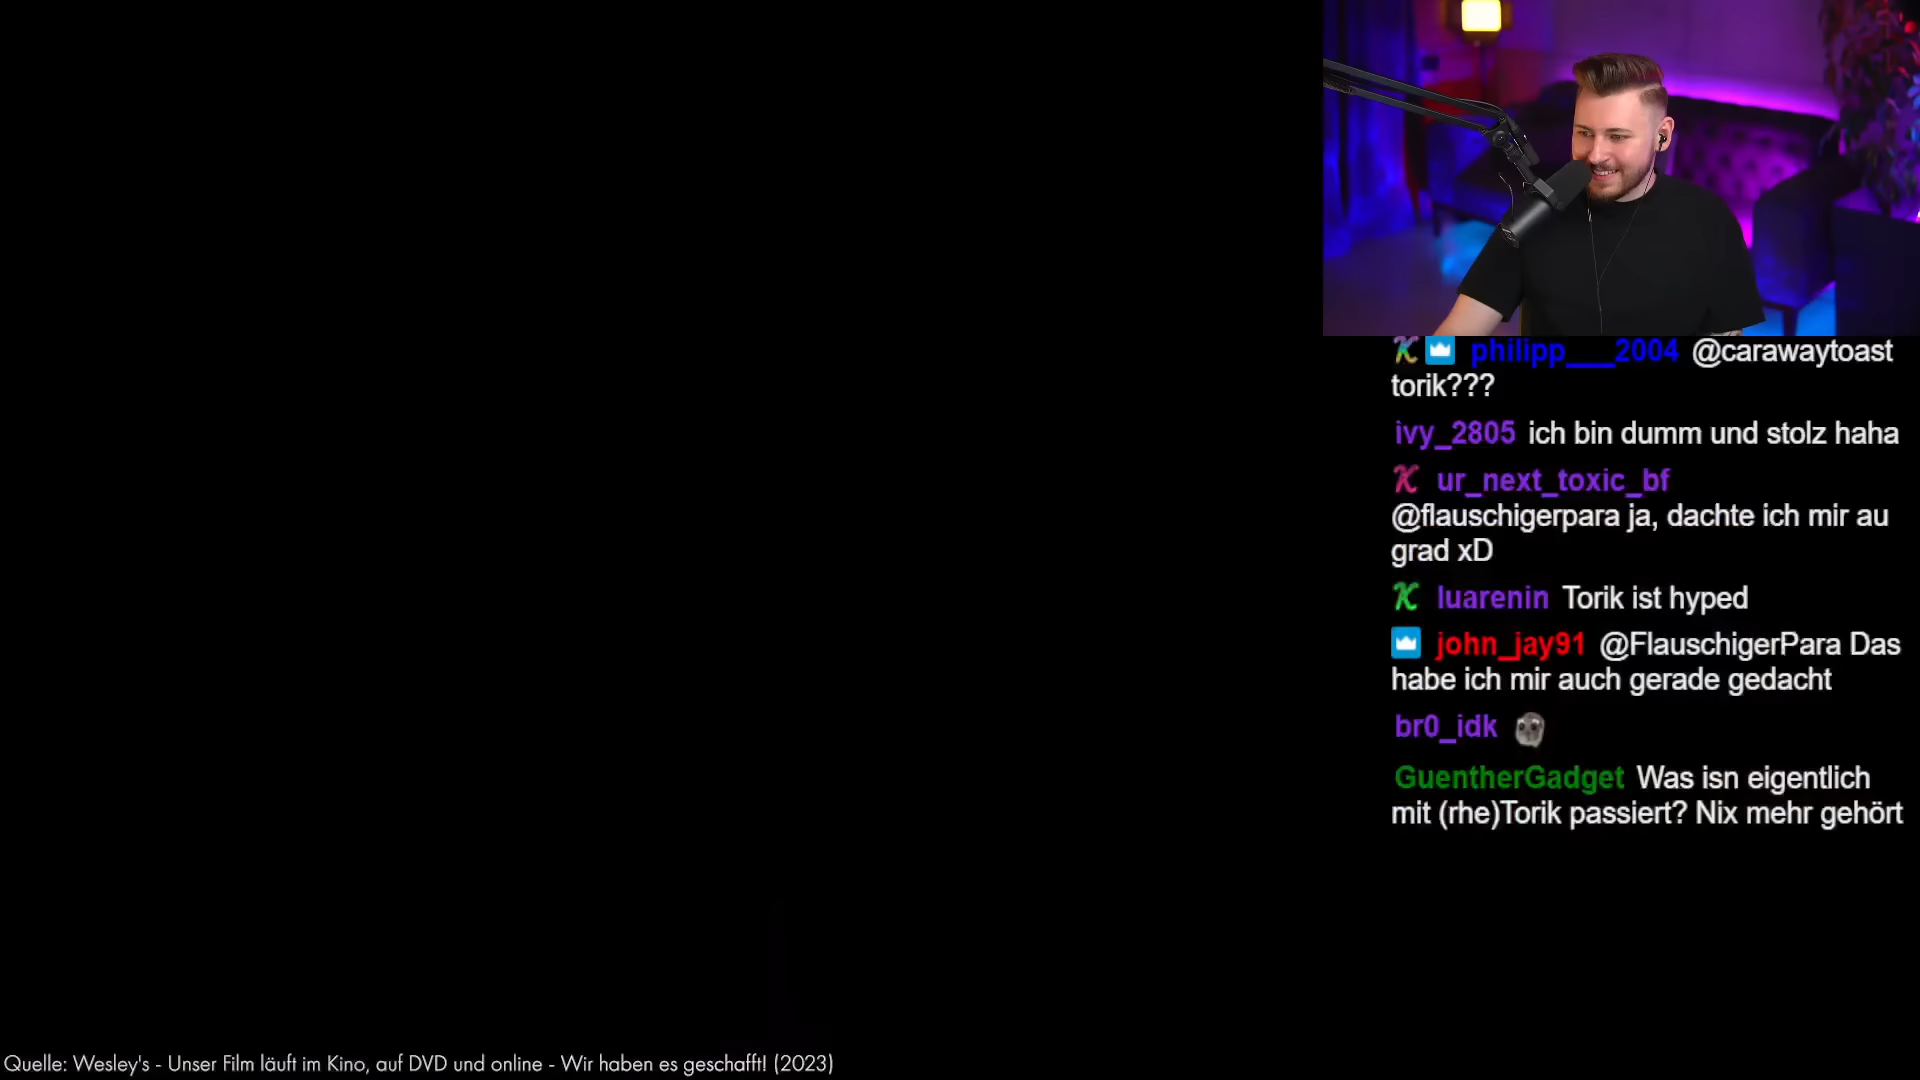 philipp___2004 @carawaytoast
torik???
ivy_2805 ich bin dumm und stolz haha
ur_next_toxic_bf
@flauschigerpara ja, dachte ich mir au
grad xD
luarenin Torik ist hyped
john_jay91 @FlauschigerPara Das
habe ich mir auch gerade gedacht
br0_idk
GuentherGadget Was isn eigentlich
mit (rhe)Torik passiert? Nix mehr gehört
Quelle: Wesley's - Unser Film läuft im Kino, auf DVD und online - Wir haben es geschafft! (2023)